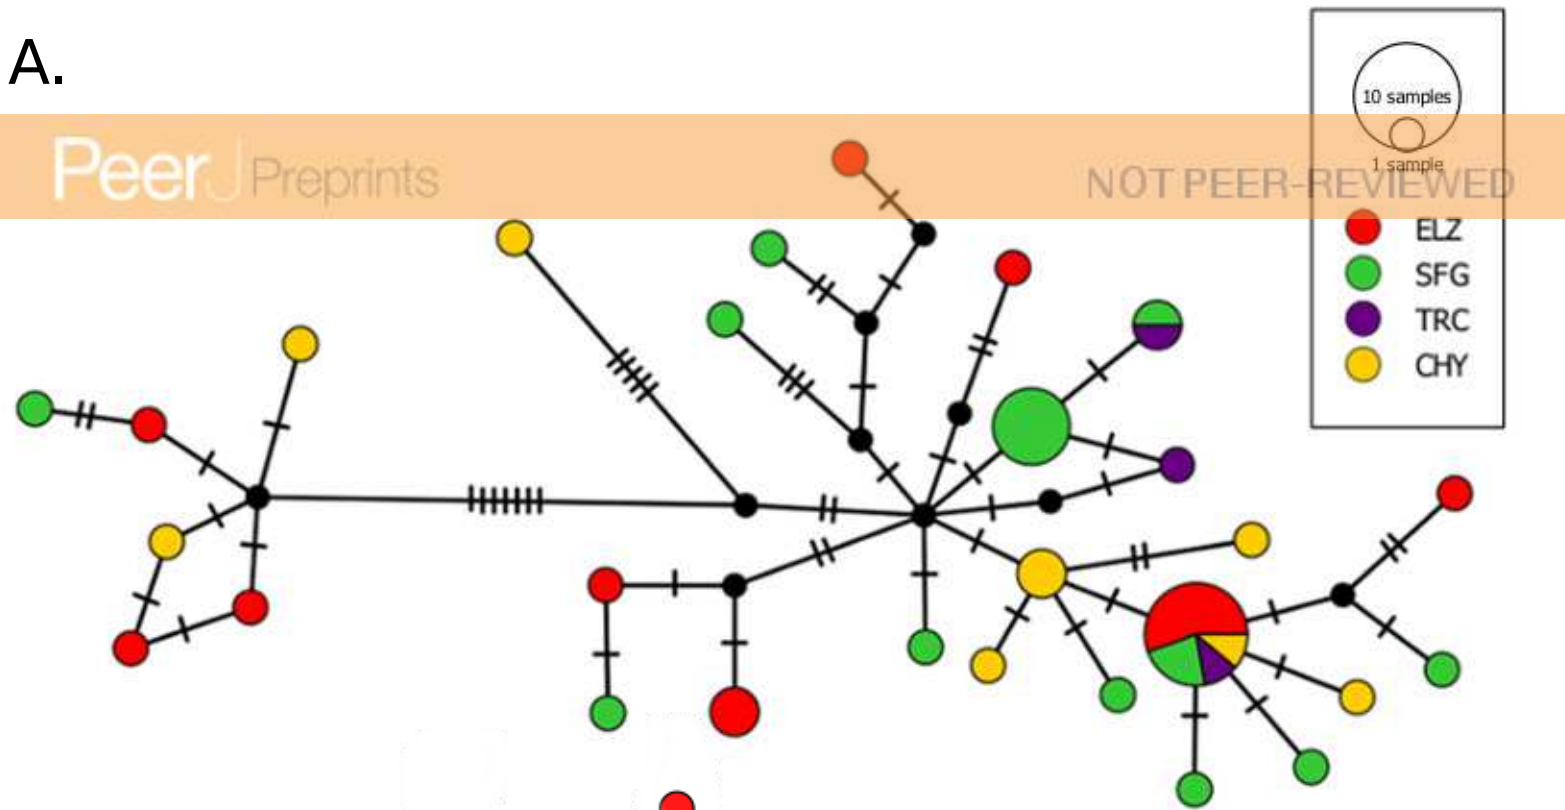 A.
10 samples
PeerJ Preprints
1 sample
NOT PEER-REVIEWED
ELZ
SFG
TRC
CHY